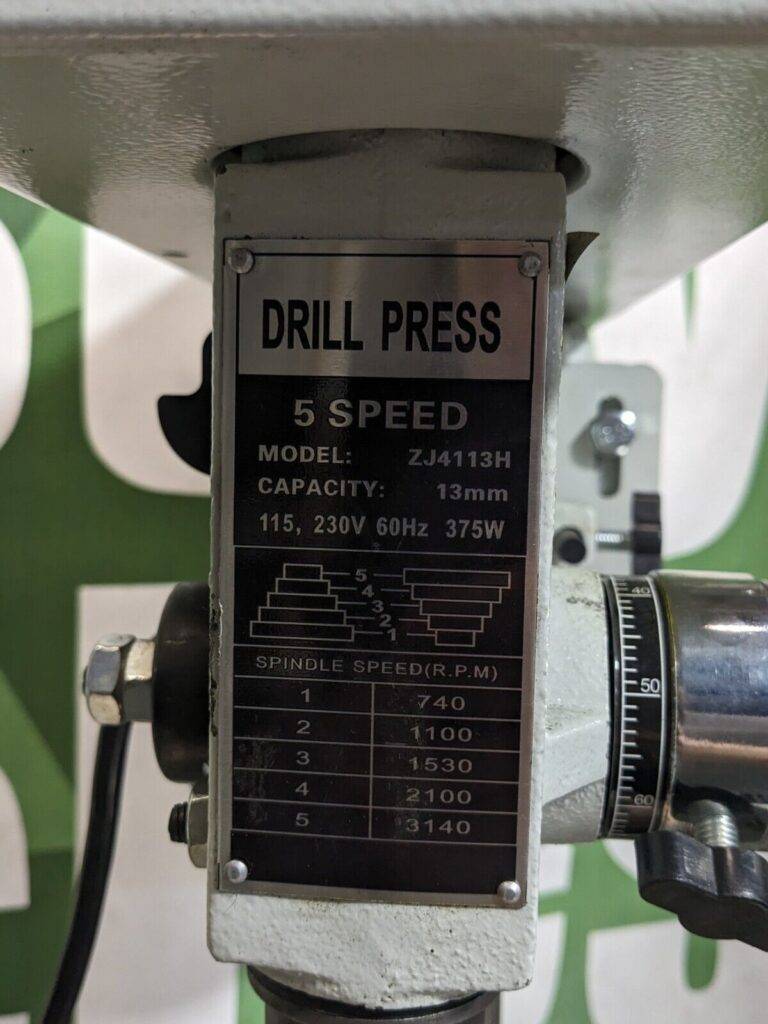 DRILL PRESS
5 SPEED
MODEL: ZJ4113H
CAPACITY: 13mm
115, 230V 60Hz 375W
5
4
3
2
1
SPINDLE SPEED(R.P.M)
1 740
2 1100
3 1530
4 2100
5 3140
40
50
60